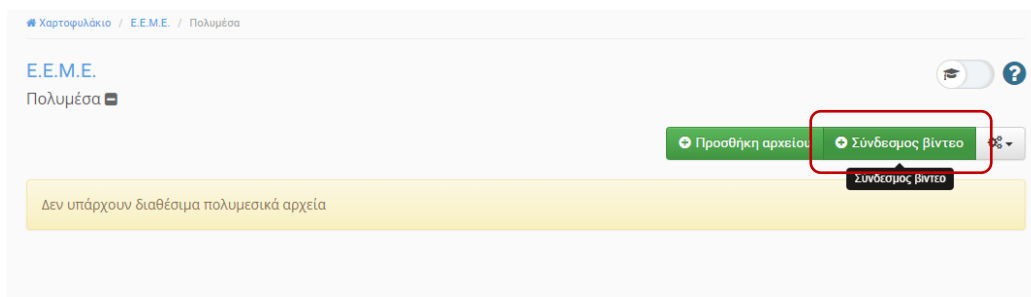 Χαρτοφυλάκιο / Ε.Ε.Μ.Ε. / Πολυμέσα
Ε.Ε.Μ.Ε.
Πολυμέσα
Προσθήκη αρχείου Σύνδεσμος βίντεο
Σύνδεσμος βίντεο
Δεν υπάρχουν διαθέσιμα πολυμεσικά αρχεία